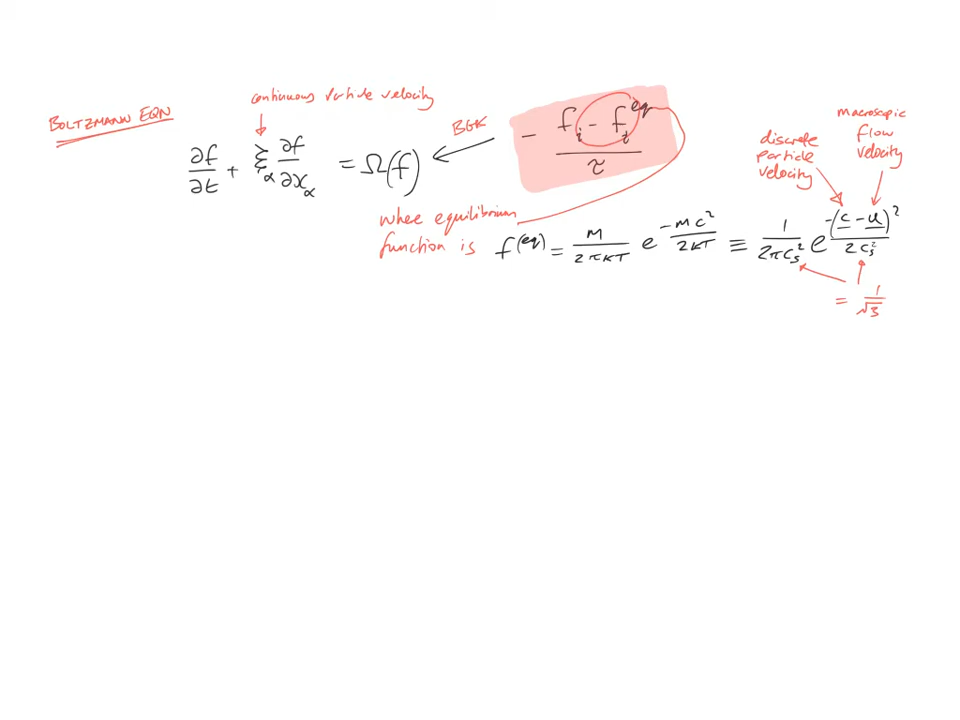 BOLTZMANN EQN
continuous particle velocity
∂f/∂t + ξ_α ∂f/∂x_α = Ω(f)
BGK
- (f_i - f_i^eq)/τ
where equilibrium
function is
f^(eq) = m/(2πkT) e^(-mc²/2kT) ≡ 1/(2πc_s²) e^(-(c - u)²/2c_s²)
discrete
particle
velocity
macroscopic
flow
velocity
= 1/√3